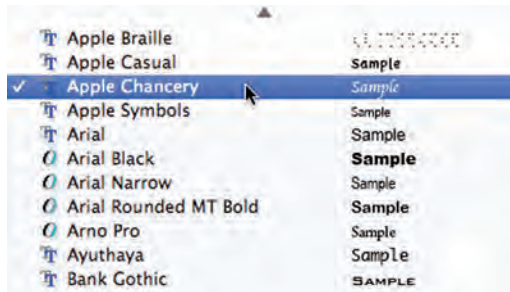 Apple Braille
Apple Casual Sample
✓ Apple Chancery Sample
Apple Symbols Sample
Arial Sample
Arial Black Sample
Arial Narrow Sample
Arial Rounded MT Bold Sample
Arno Pro Sample
Ayuthaya Sample
Bank Gothic SAMPLE